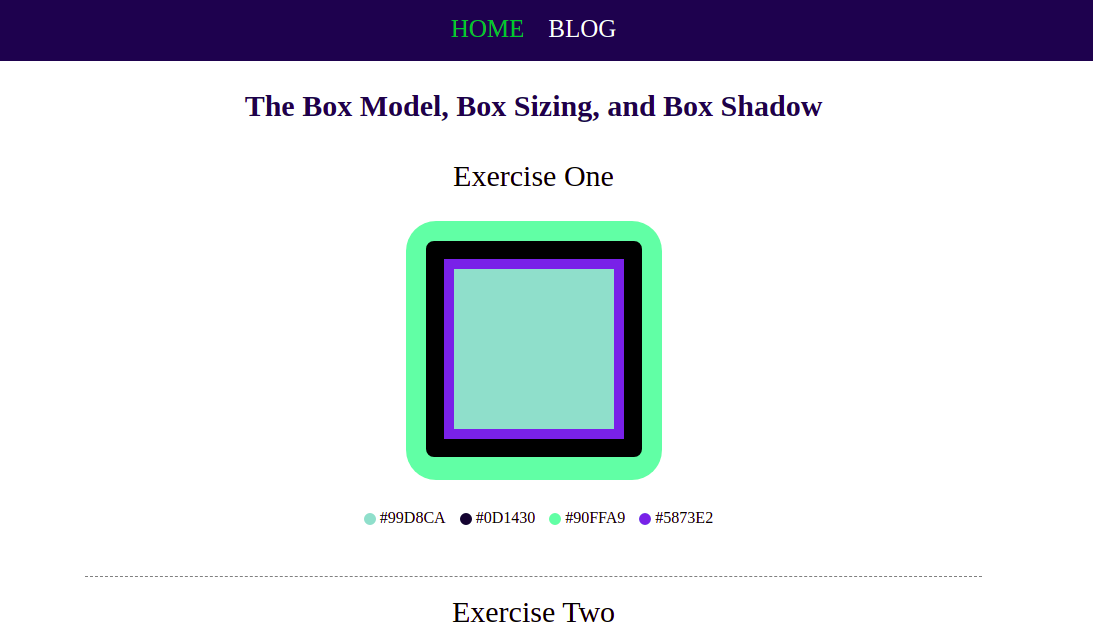 HOME BLOG
The Box Model, Box Sizing, and Box Shadow
Exercise One
#99D8CA #0D1430 #90FFA9 #5873E2
Exercise Two